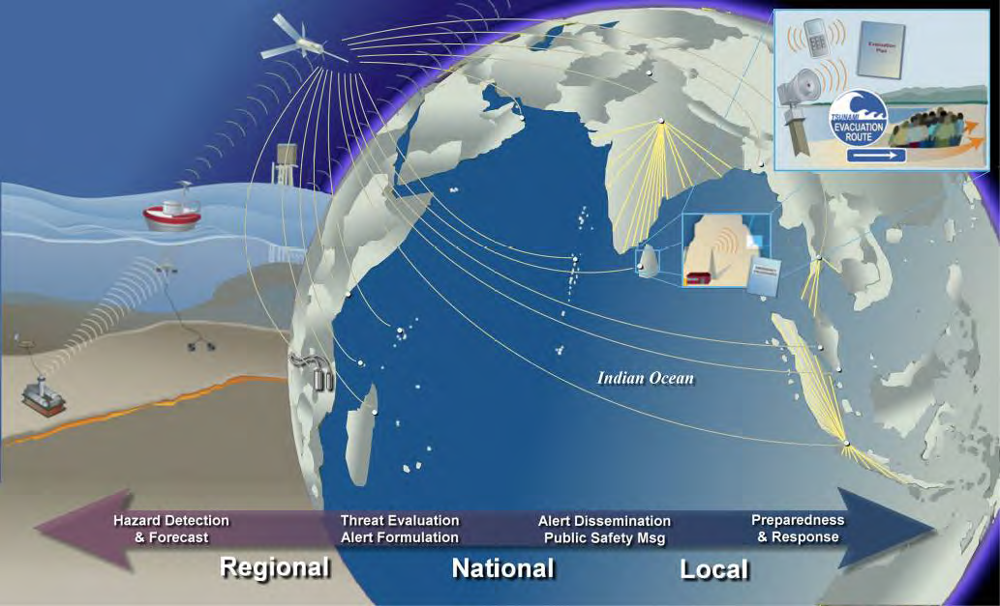 Evacuation
Plan
TSUNAMI
EVACUATION
ROUTE
Indian Ocean
Hazard Detection
& Forecast
Threat Evaluation
Alert Formulation
Alert Dissemination
Public Safety Msg
Preparedness
& Response
Regional
National
Local